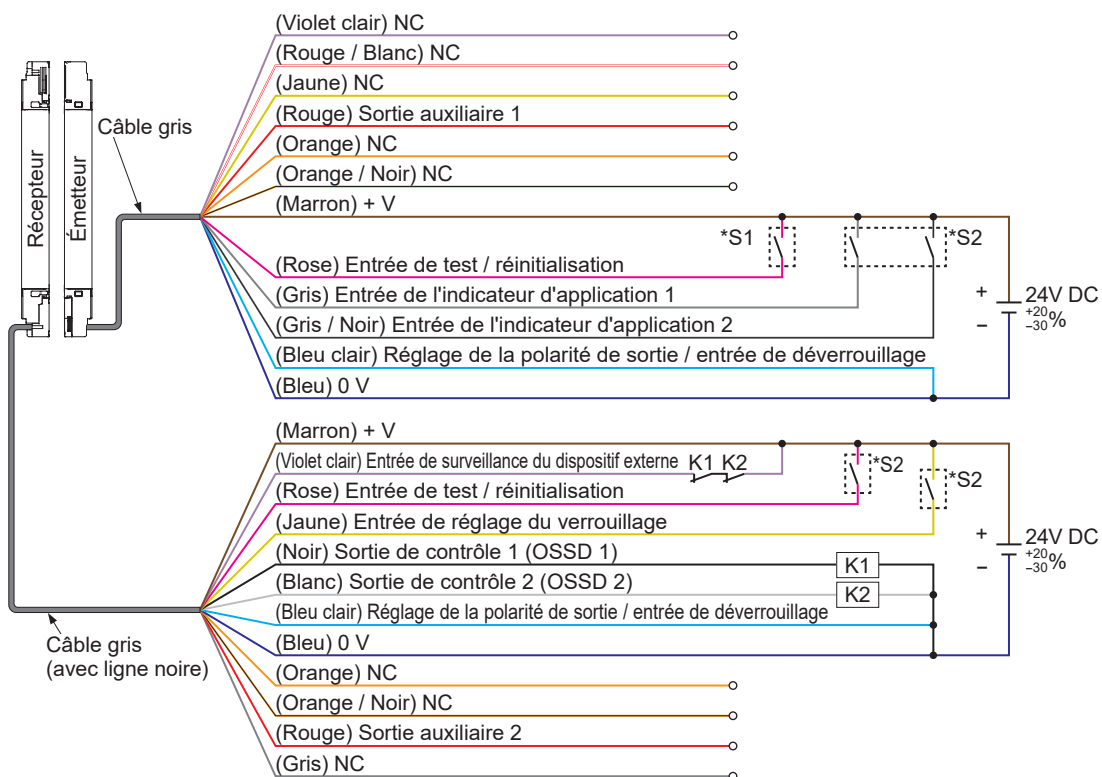 (Violet clair) NC
(Rouge / Blanc) NC
(Jaune) NC
(Rouge) Sortie auxiliaire 1
(Orange) NC
(Orange / Noir) NC
(Marron) + V
Câble gris
Récepteur
Émetteur
*S1
*S2
(Rose) Entrée de test / réinitialisation
(Gris) Entrée de l'indicateur d'application 1
(Gris / Noir) Entrée de l'indicateur d'application 2
(Bleu clair) Réglage de la polarité de sortie / entrée de déverrouillage
(Bleu) 0 V
+
24V DC
+20
−30 %
−
(Marron) + V
(Violet clair) Entrée de surveillance du dispositif externe
K1 K2
*S2
*S2
(Rose) Entrée de test / réinitialisation
(Jaune) Entrée de réglage du verrouillage
(Noir) Sortie de contrôle 1 (OSSD 1)
K1
(Blanc) Sortie de contrôle 2 (OSSD 2)
K2
(Bleu clair) Réglage de la polarité de sortie / entrée de déverrouillage
(Bleu) 0 V
+
24V DC
+20
−30 %
−
Câble gris
(avec ligne noire)
(Orange) NC
(Orange / Noir) NC
(Rouge) Sortie auxiliaire 2
(Gris) NC